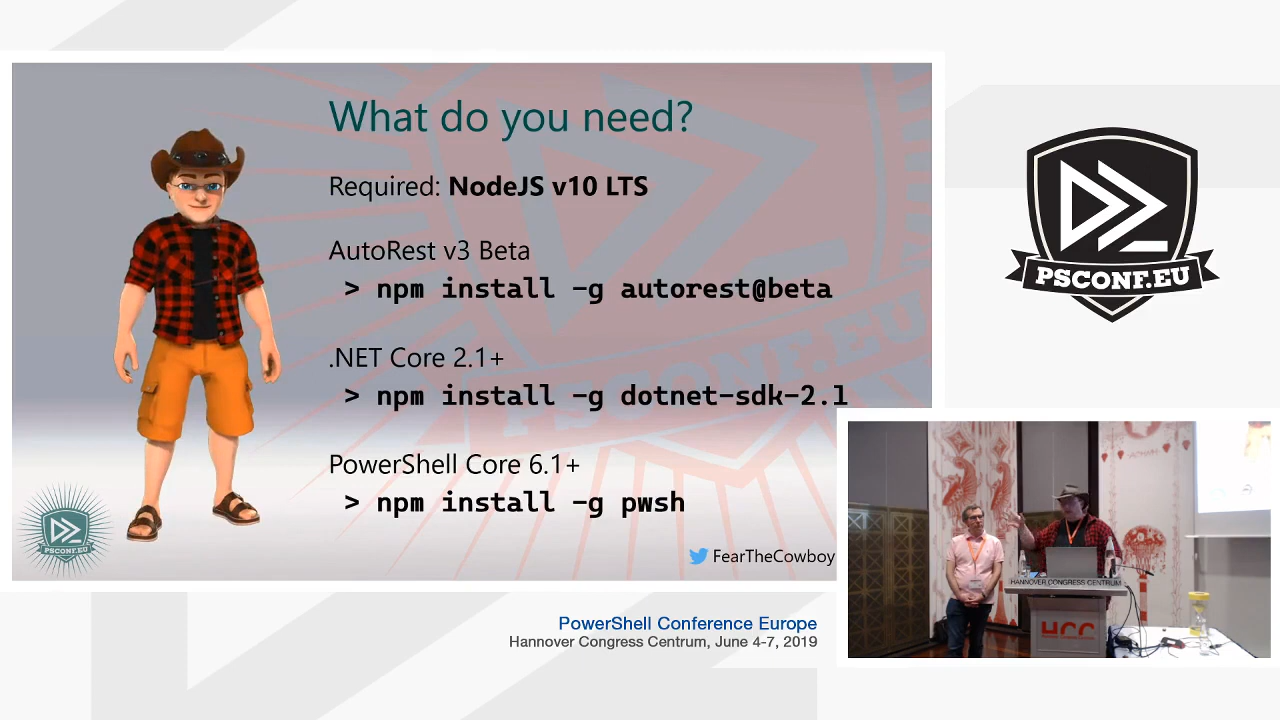 What do you need?
Required: NodeJS v10 LTS
AutoRest v3 Beta
> npm install -g autorest@beta
.NET Core 2.1+
> npm install -g dotnet-sdk-2.1
PowerShell Core 6.1+
> npm install -g pwsh
FearTheCowboy
PSCONF.EU
PSCONF.EU
PSCONF.EU
HANNOVER CONGRESS CENTRUM
HCC
PowerShell Conference Europe
Hannover Congress Centrum, June 4-7, 2019